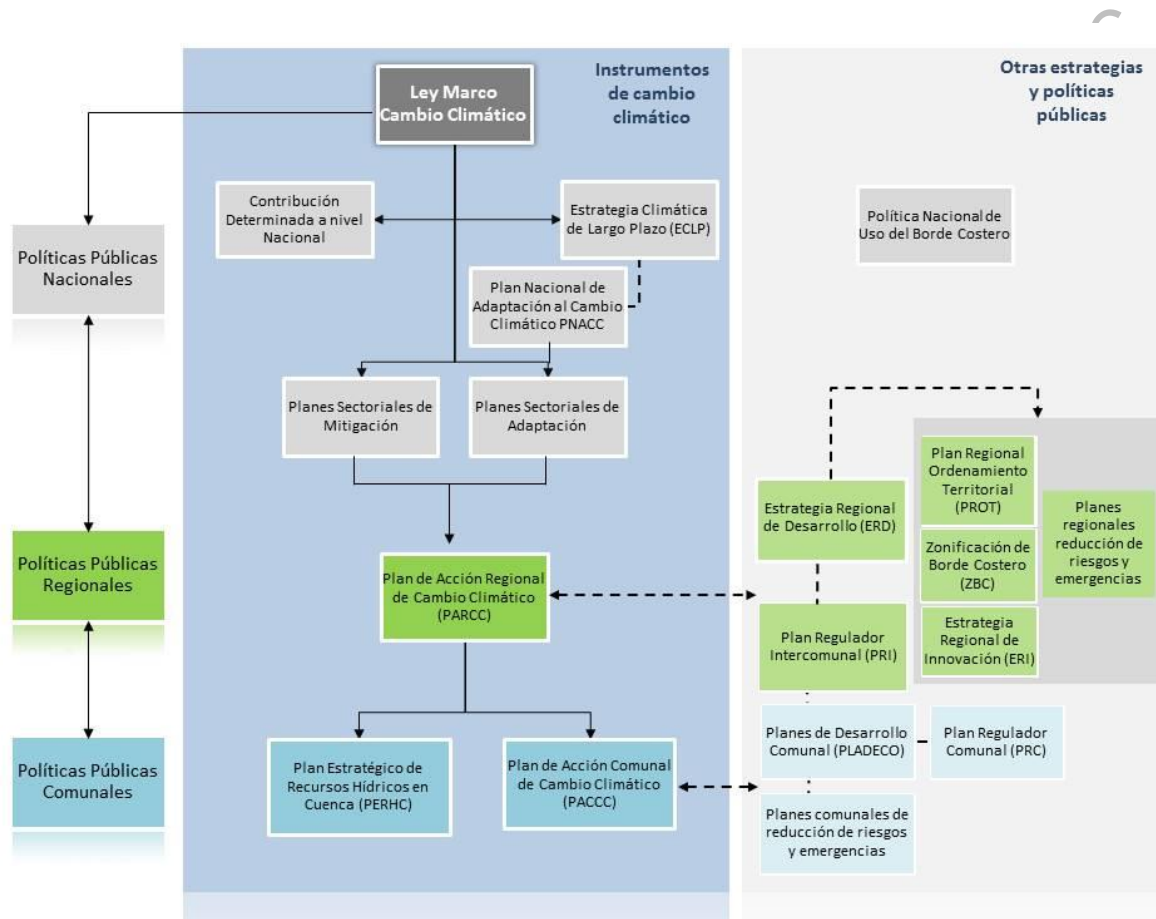 Instrumentos
de cambio
climático
Otras estrategias
y políticas
públicas
Ley Marco
Cambio Climático
Contribución
Determinada a nivel
Nacional
Estrategia Climática
de Largo Plazo (ECLP)
Política Nacional de
Uso del Borde Costero
Políticas Públicas
Nacionales
Plan Nacional de
Adaptación al Cambio
Climático PNACC
Planes Sectoriales de
Mitigación
Planes Sectoriales de
Adaptación
Plan Regional
Ordenamiento
Territorial
(PROT)
Estrategia Regional
de Desarrollo (ERD)
Planes
regionales
reducción de
riesgos y
emergencias
Zonificación de
Borde Costero
(ZBC)
Políticas Públicas
Regionales
Plan de Acción Regional
de Cambio Climático
(PARCC)
Plan Regulador
Intercomunal (PRI)
Estrategia
Regional de
Innovación (ERI)
Políticas Públicas
Comunales
Plan Estratégico de
Recursos Hídricos en
Cuenca (PERHC)
Plan de Acción Comunal
de Cambio Climático
(PACCC)
Planes de Desarrollo
Comunal (PLADECO)
Plan Regulador
Comunal (PRC)
Planes comunales de
reducción de riesgos
y emergencias